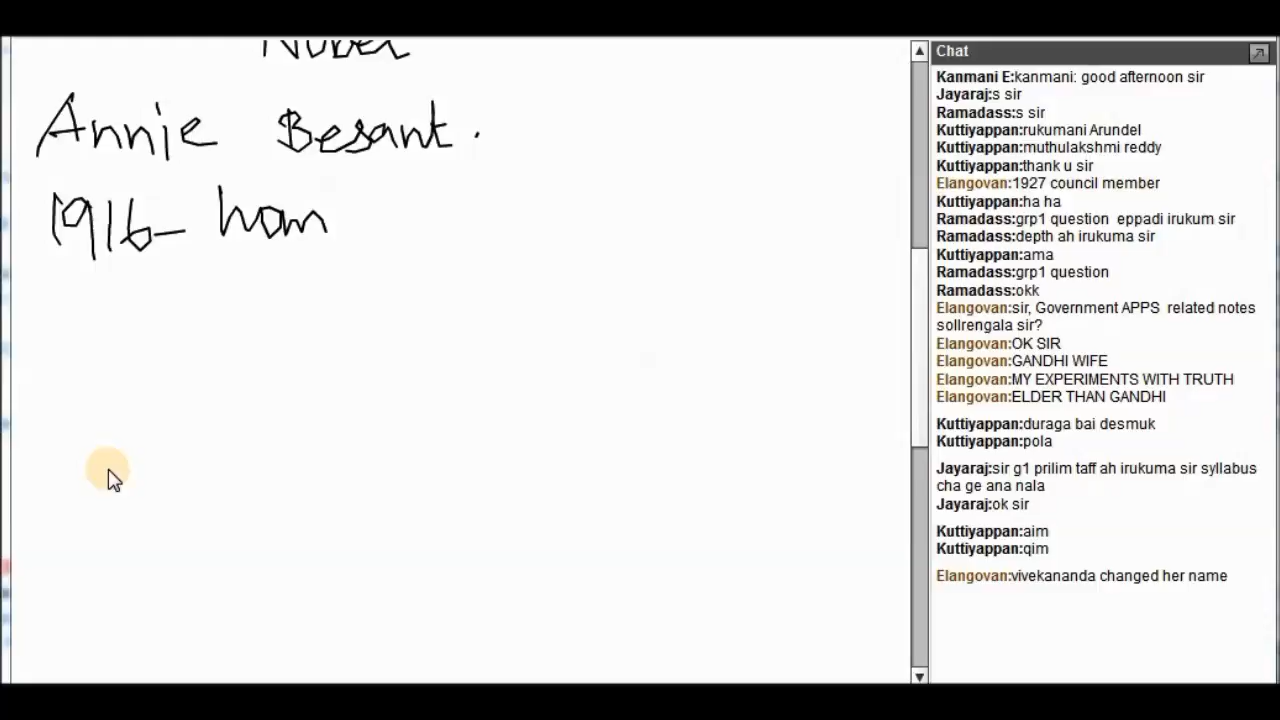 Nobel
Annie Besant.
1916- hom
Chat
Kanmani E:kanmani: good afternoon sir
Jayaraj:s sir
Ramadass:s sir
Kuttiyappan:rukumani Arundel
Kuttiyappan:muthulakshmi reddy
Kuttiyappan:thank u sir
Elangovan:1927 council member
Kuttiyappan:ha ha
Ramadass:grp1 question eppadi irukum sir
Ramadass:depth ah irukuma sir
Kuttiyappan:ama
Ramadass:grp1 question
Ramadass:okk
Elangovan:sir, Government APPS related notes
sollrengala sir?
Elangovan:OK SIR
Elangovan:GANDHI WIFE
Elangovan:MY EXPERIMENTS WITH TRUTH
Elangovan:ELDER THAN GANDHI
Kuttiyappan:duraga bai desmuk
Kuttiyappan:pola
Jayaraj:sir g1 prilim taff ah irukuma sir syllabus
cha ge ana nala
Jayaraj:ok sir
Kuttiyappan:aim
Kuttiyappan:qim
Elangovan:vivekananda changed her name